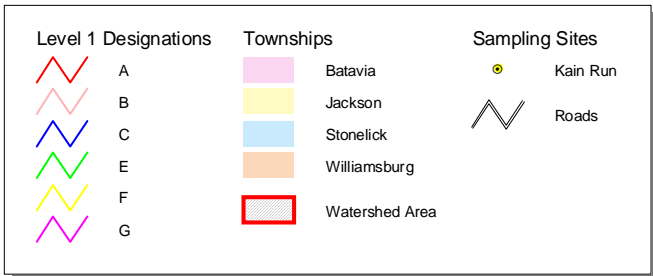 Level 1 Designations
A
B
C
E
F
G
Townships
Batavia
Jackson
Stonelick
Williamsburg
Watershed Area
Sampling Sites
Kain Run
Roads